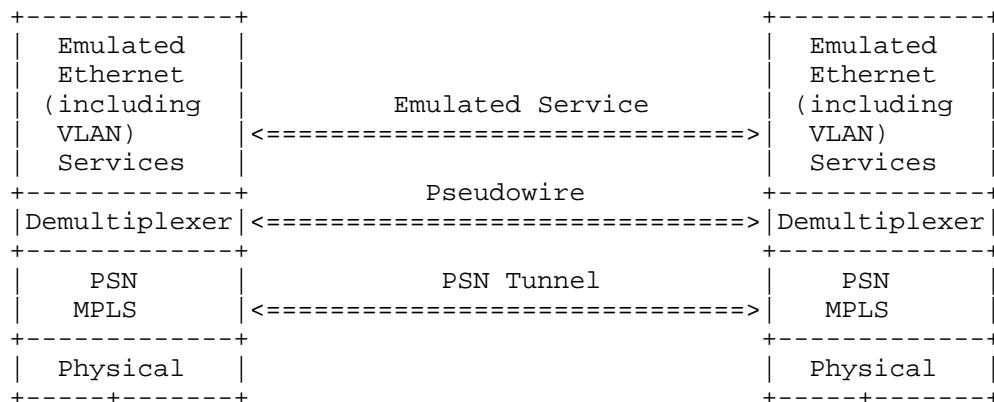 +-------------+                                +-------------+
|  Emulated   |                                |  Emulated   |
|  Ethernet   |                                |  Ethernet   |
| (including  |         Emulated Service       | (including  |
|  VLAN)      |<==============================>|  VLAN)      |
|  Services   |                                |  Services   |
+-------------+           Pseudowire           +-------------+
|Demultiplexer|<==============================>|Demultiplexer|
+-------------+                                +-------------+
|    PSN      |            PSN Tunnel          |    PSN      |
|   MPLS      |<==============================>|   MPLS      |
+-------------+                                +-------------+
|  Physical   |                                |  Physical   |
+-----+-------+                                +-----+-------+